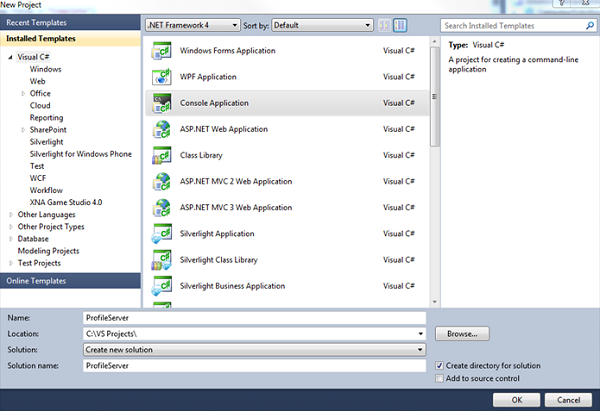 New Project
Recent Templates
Installed Templates
Visual C#
Windows
Web
Office
Cloud
Reporting
SharePoint
Silverlight
Silverlight for Windows Phone
Test
WCF
Workflow
XNA Game Studio 4.0
Other Languages
Other Project Types
Database
Modeling Projects
Test Projects
Online Templates
.NET Framework 4 Sort by: Default
Windows Forms Application Visual C#
WPF Application Visual C#
Console Application Visual C#
ASP.NET Web Application Visual C#
Class Library Visual C#
ASP.NET MVC 2 Web Application Visual C#
ASP.NET MVC 3 Web Application Visual C#
Silverlight Application Visual C#
Silverlight Class Library Visual C#
Silverlight Business Application Visual C#
Search Installed Templates
Type: Visual C#
A project for creating a command-line
application
Name: ProfileServer
Location: C:\VS Projects\ Browse...
Solution: Create new solution
Solution name: ProfileServer
Create directory for solution
Add to source control
OK Cancel